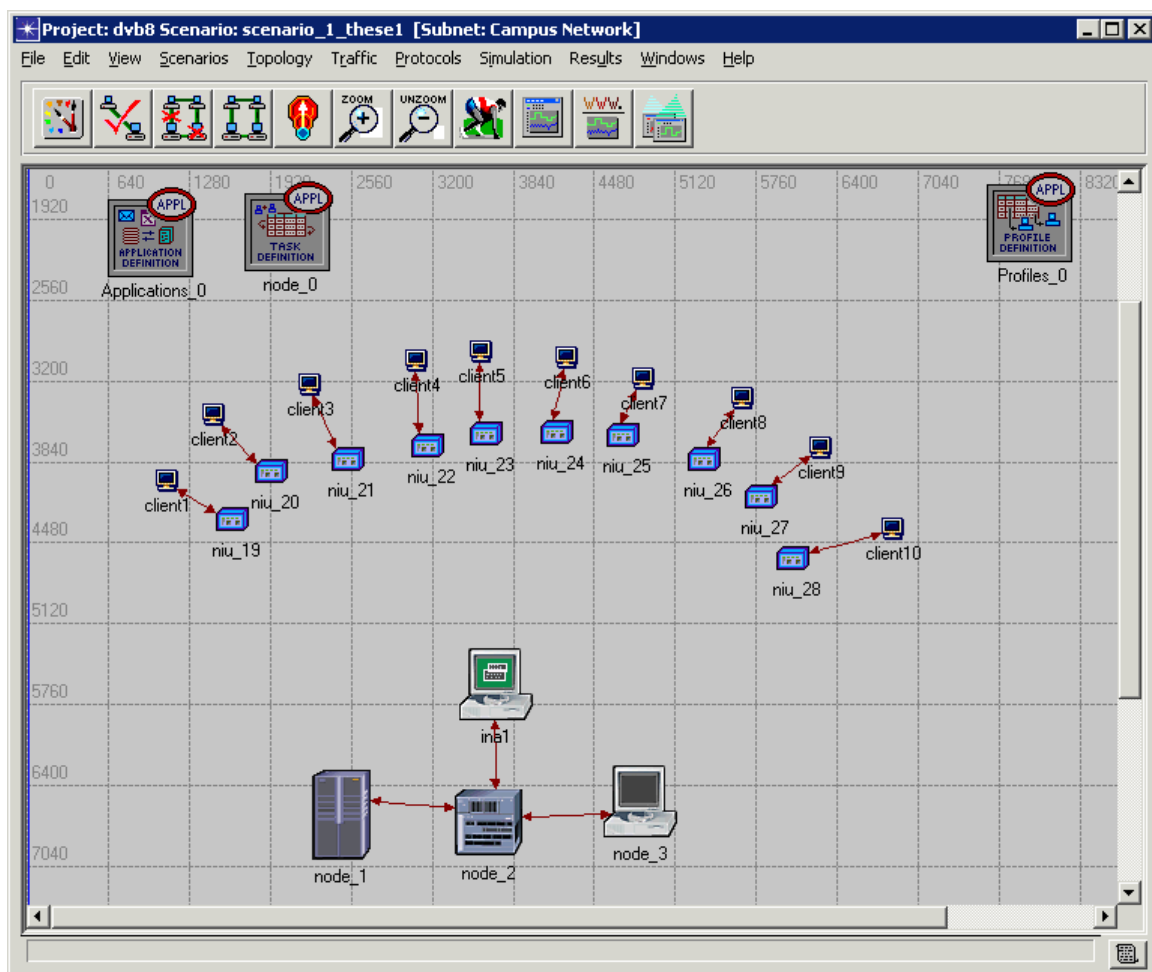 Project: dvb8 Scenario: scenario_1_these1 [Subnet: Campus Network]
File Edit View Scenarios Topology Traffic Protocols Simulation Results Windows Help
ZOOM UNZOOM
0 640 1280 1920 2560 3200 3840 4480 5120 5760 6400 7040 7680 8320
1920
APPL APPL APPL
APPLICATION DEFINITION
TASK DEFINITION
PROFILE DEFINITION
Applications_0 node_0 Profiles_0
2560
3200
client4 client5 client6 client7
client3 client8
client2 client9
3840
niu_22 niu_23 niu_24 niu_25 niu_26
niu_20 niu_21 niu_27
client1
4480
niu_19 client10
niu_28
5120
5760
ina1
6400
7040
node_1 node_2 node_3